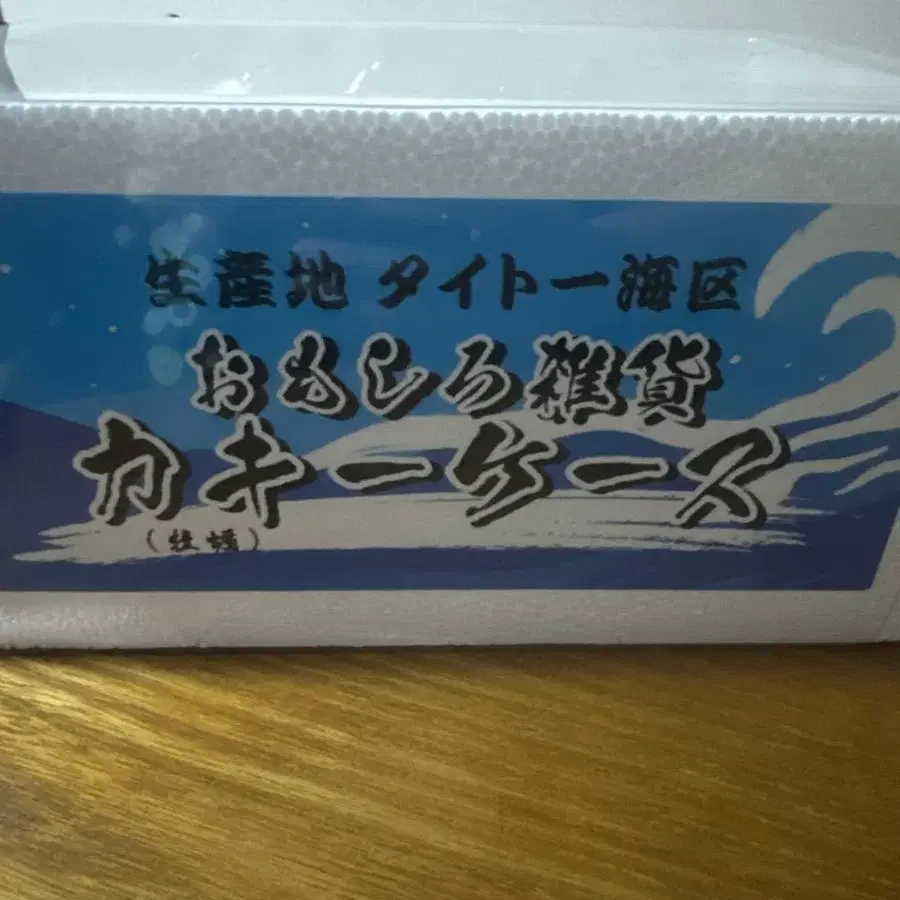 生産地 タイトー海区
おもしろ雑貨
カキーケース
(牡蠣)